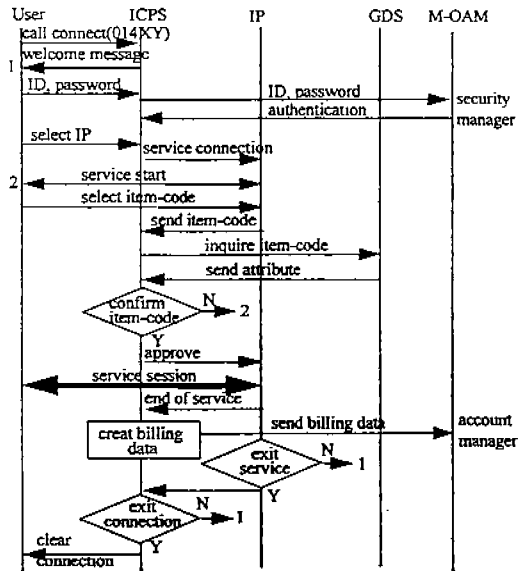 User ICPS IP GDS M-OAM
call connect(014XY)
welcome message
1
ID, password
ID, password
security
authentication
manager
select IP
service connection
service start
2
select item-code
send item-code
inquire item-code
send attribute
confirm
item-code
N
2
Y
approve
service session
end of service
send billing data
account
manager
creat billing
data
exit
service
N
1
Y
exit
connection
N
1
Y
clear
connection